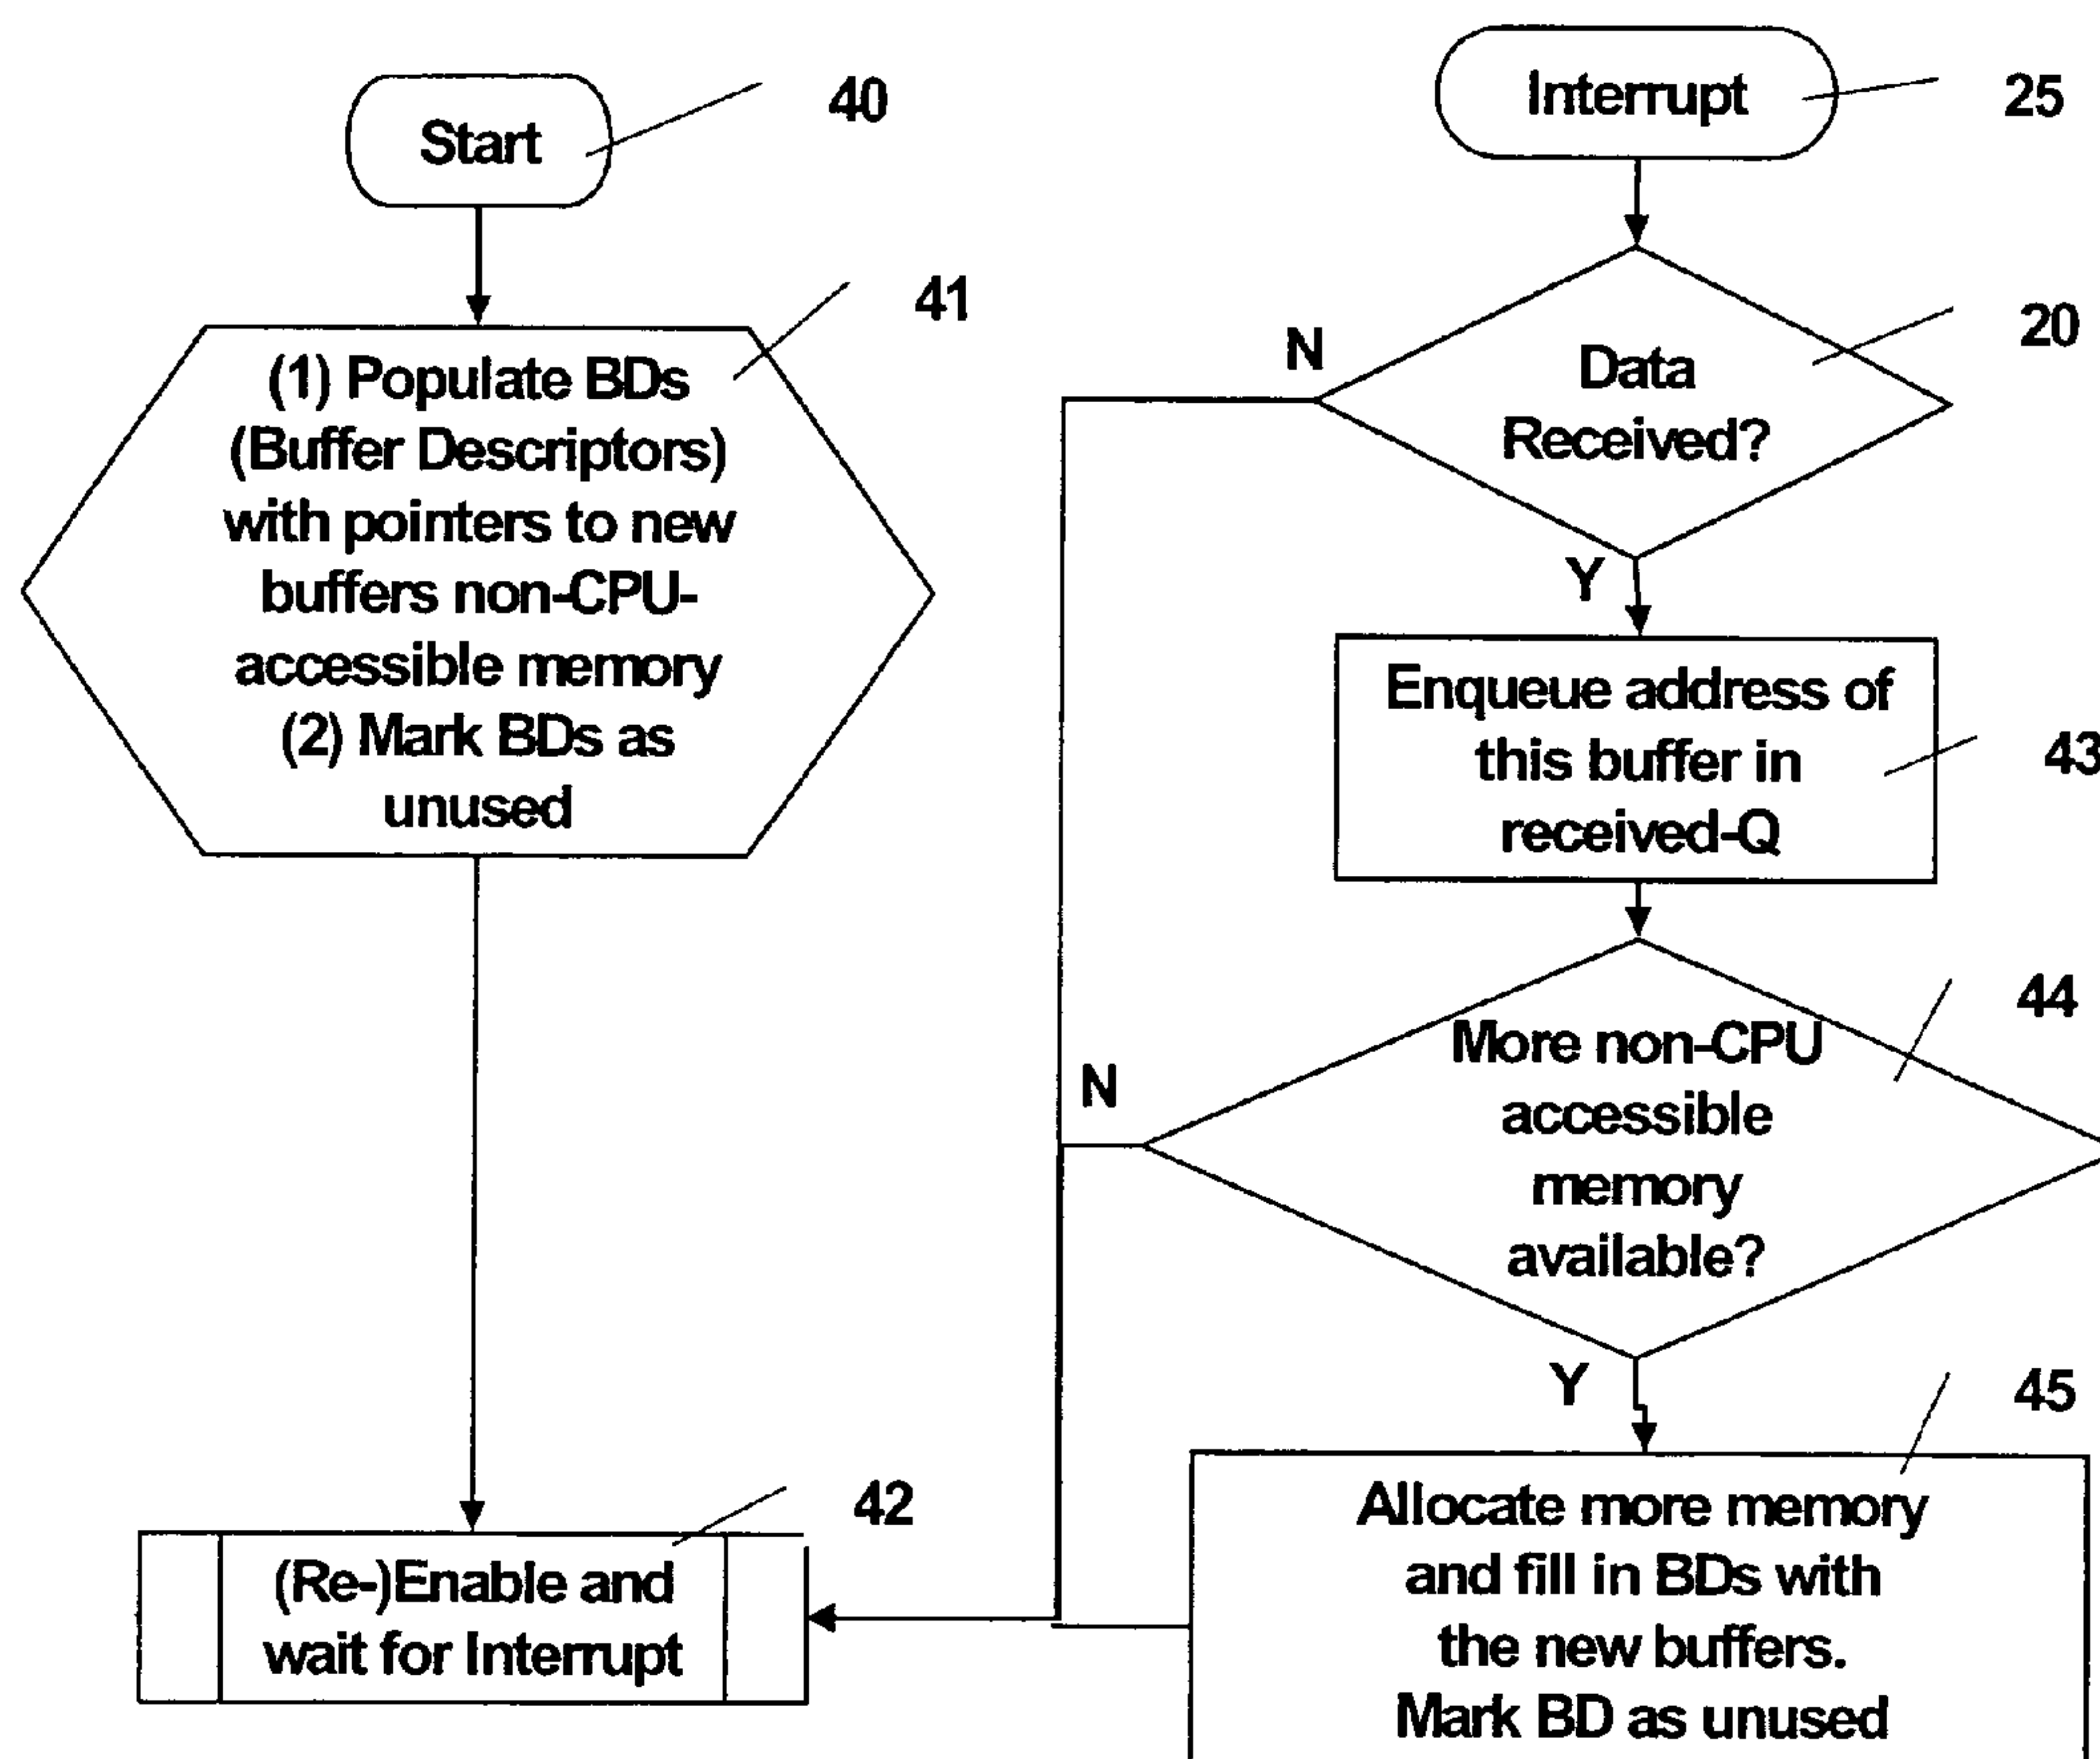 Start
40
(1) Populate BDs
(Buffer Descriptors)
with pointers to new
buffers non-CPU-
accessible memory
(2) Mark BDs as
unused
41
(Re-)Enable and
wait for Interrupt
42
Interrupt
25
Data
Received?
20
N
Y
Enqueue address of
this buffer in
received-Q
43
More non-CPU
accessible
memory
available?
44
N
Y
Allocate more memory
and fill in BDs with
the new buffers.
Mark BD as unused
45